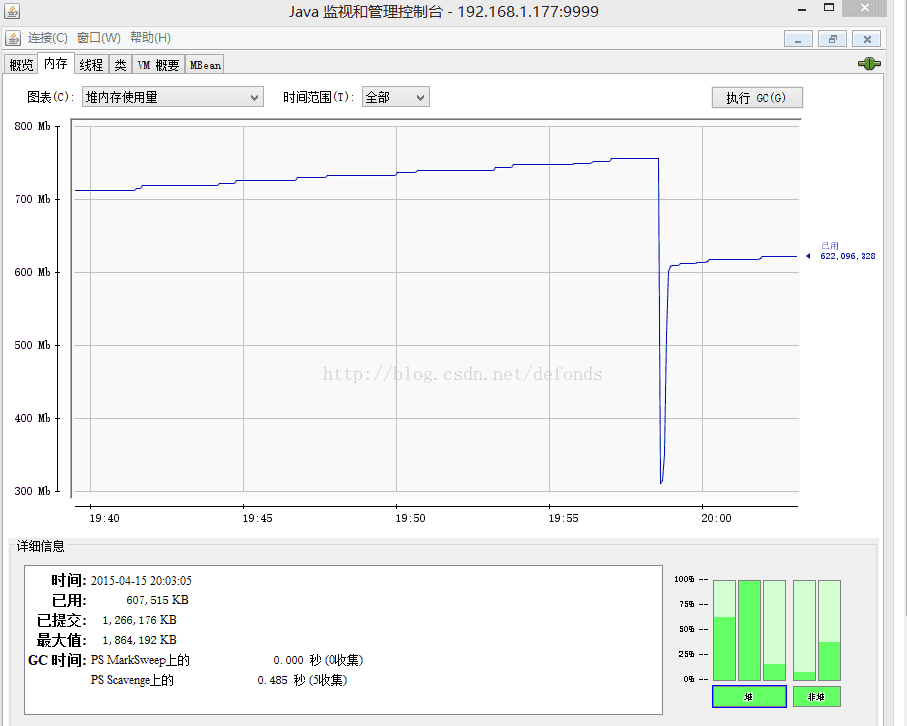 Java 监视和管理控制台 - 192.168.1.177:9999
连接(C) 窗口(W) 帮助(H)
概览 内存 线程 类 VM 概要 MBean
图表(C): 堆内存使用量 时间范围(T): 全部 执行 GC(G)
800 Mb
700 Mb
600 Mb
500 Mb
400 Mb
300 Mb
已用
622,096,328
http://blog.csdn.net/defonds
19:40 19:45 19:50 19:55 20:00
详细信息
时间: 2015-04-15 20:03:05
已用: 607,515 KB
已提交: 1,266,176 KB
最大值: 1,864,192 KB
GC 时间: PS MarkSweep上的 0.000 秒 (0收集)
PS Scavenge上的 0.485 秒 (5收集)
100% --
75% --
50% --
25% --
0% --
堆 非堆